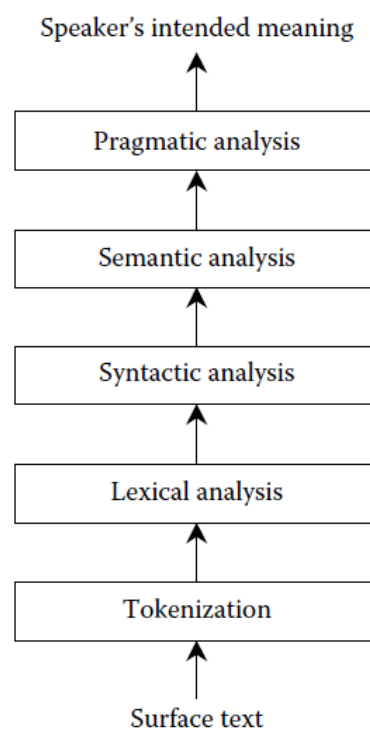 Speaker’s intended meaning
Pragmatic analysis
Semantic analysis
Syntactic analysis
Lexical analysis
Tokenization
Surface text